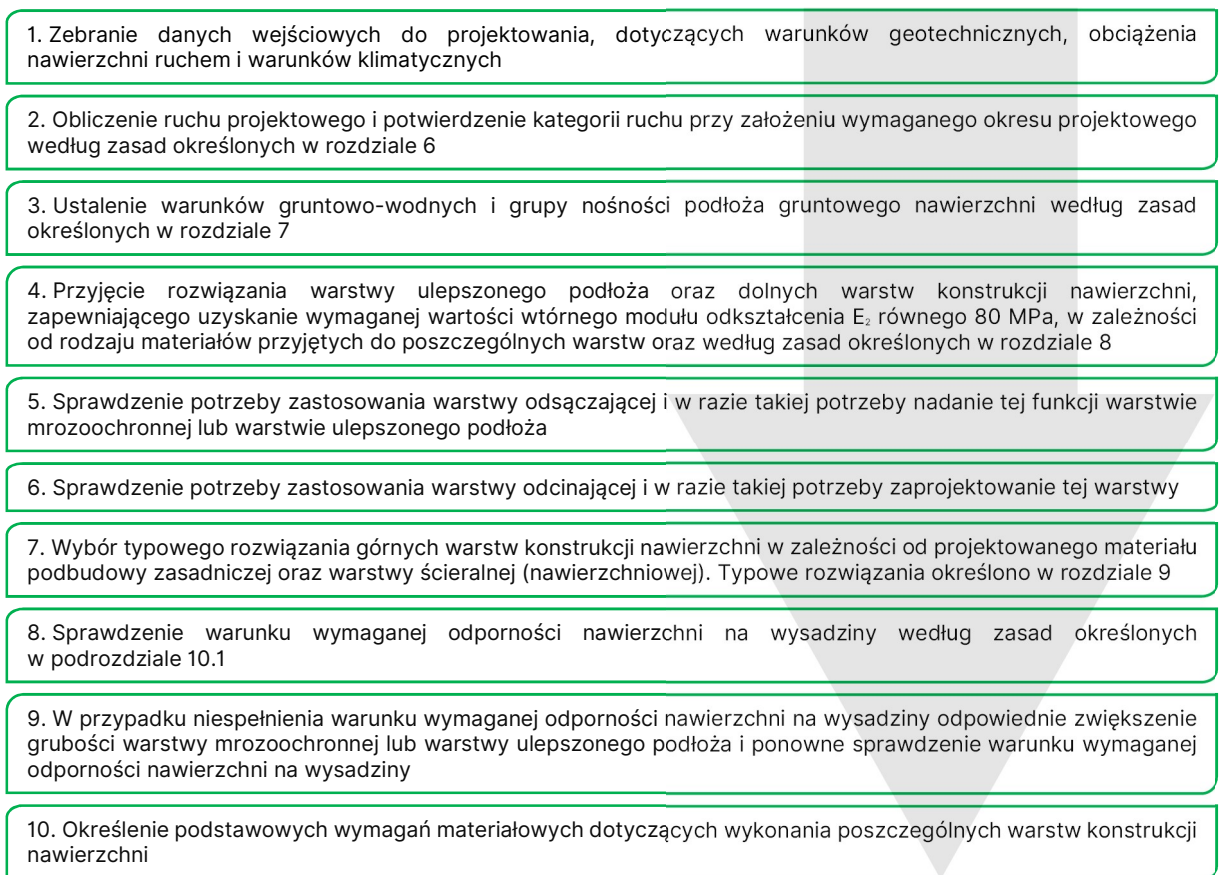 1. Zebranie danych wejściowych do projektowania, dotyczących warunków geotechnicznych, obciążenia
nawierzchni ruchem i warunków klimatycznych
2. Obliczenie ruchu projektowego i potwierdzenie kategorii ruchu przy założeniu wymaganego okresu projektowego
według zasad określonych w rozdziale 6
3. Ustalenie warunków gruntowo-wodnych i grupy nośności podłoża gruntowego nawierzchni według zasad
określonych w rozdziale 7
4. Przyjęcie rozwiązania warstwy ulepszonego podłoża oraz dolnych warstw konstrukcji nawierzchni,
zapewniającego uzyskanie wymaganej wartości wtórnego modułu odkształcenia E₂ równego 80 MPa, w zależności
od rodzaju materiałów przyjętych do poszczególnych warstw oraz według zasad określonych w rozdziale 8
5. Sprawdzenie potrzeby zastosowania warstwy odsączającej i w razie takiej potrzeby nadanie tej funkcji warstwie
mrozoochronnej lub warstwie ulepszonego podłoża
6. Sprawdzenie potrzeby zastosowania warstwy odcinającej i w razie takiej potrzeby zaprojektowanie tej warstwy
7. Wybór typowego rozwiązania górnych warstw konstrukcji nawierzchni w zależności od projektowanego materiału
podbudowy zasadniczej oraz warstwy ścieralnej (nawierzchniowej). Typowe rozwiązania określono w rozdziale 9
8. Sprawdzenie warunku wymaganej odporności nawierzchni na wysadziny według zasad określonych
w podrozdziale 10.1
9. W przypadku niespełnienia warunku wymaganej odporności nawierzchni na wysadziny odpowiednie zwiększenie
grubości warstwy mrozoochronnej lub warstwy ulepszonego podłoża i ponowne sprawdzenie warunku wymaganej
odporności nawierzchni na wysadziny
10. Określenie podstawowych wymagań materiałowych dotyczących wykonania poszczególnych warstw konstrukcji
nawierzchni